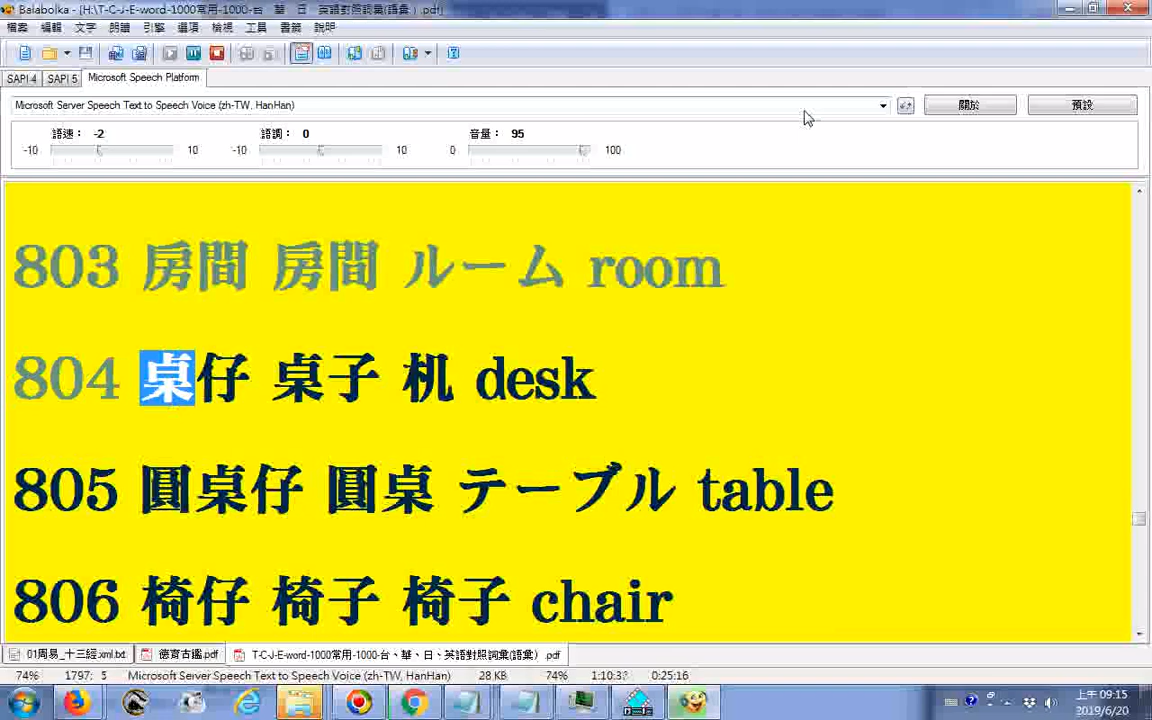 Balabolka - [H:\T-C-J-E-word-1000常用-1000-台、華、日、英語對照詞彙(語彙).pdf]
檔案 編輯 文字 朗讀 引擎 選項 檢視 工具 書籤 說明
SAPI 4 SAPI 5 Microsoft Speech Platform
Microsoft Server Speech Text to Speech Voice (zh-TW, HanHan) 關於 預設
語速： -2 語調： 0 音量： 95
-10 10 -10 10 0 100
803 房間 房間 ルーム room
804 桌仔 桌子 机 desk
805 圓桌仔 圓桌 テーブル table
806 椅仔 椅子 椅子 chair
01周易_十三經.xml.txt 德育古鑑.pdf T-C-J-E-word-1000常用-1000-台、華、日、英語對照詞彙(語彙) .pdf
74% 1797: 5 Microsoft Server Speech Text to Speech Voice (zh-TW, HanHan) 28 KB 74% 0:25:16
上午 09:15
2019/6/20